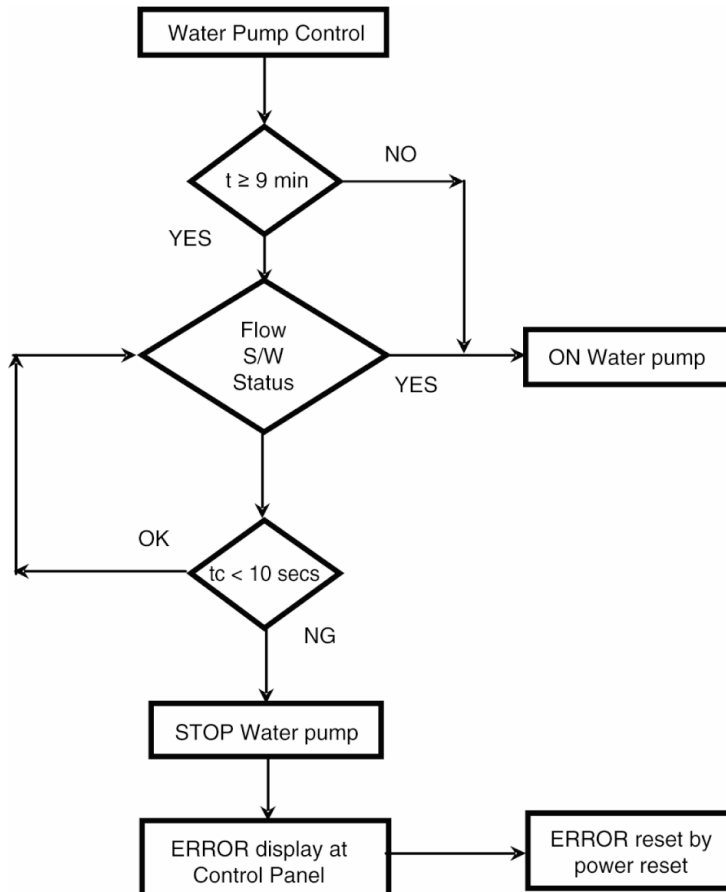 Water Pump Control
t ≥ 9 min
NO
YES
Flow
S/W
Status
YES
ON Water pump
OK
tc < 10 secs
NG
STOP Water pump
ERROR display at
Control Panel
ERROR reset by
power reset